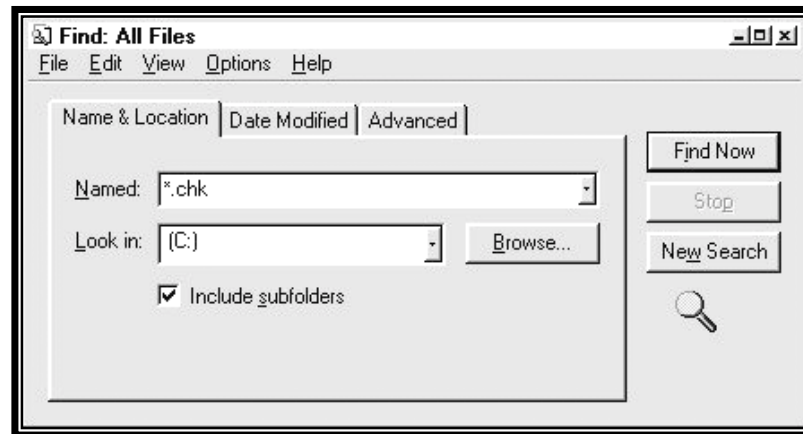 Find: All Files
File Edit View Options Help
Name & Location Date Modified Advanced
Find Now
Named: *.chk
Stop
Look in: (C:) Browse...
New Search
Include subfolders